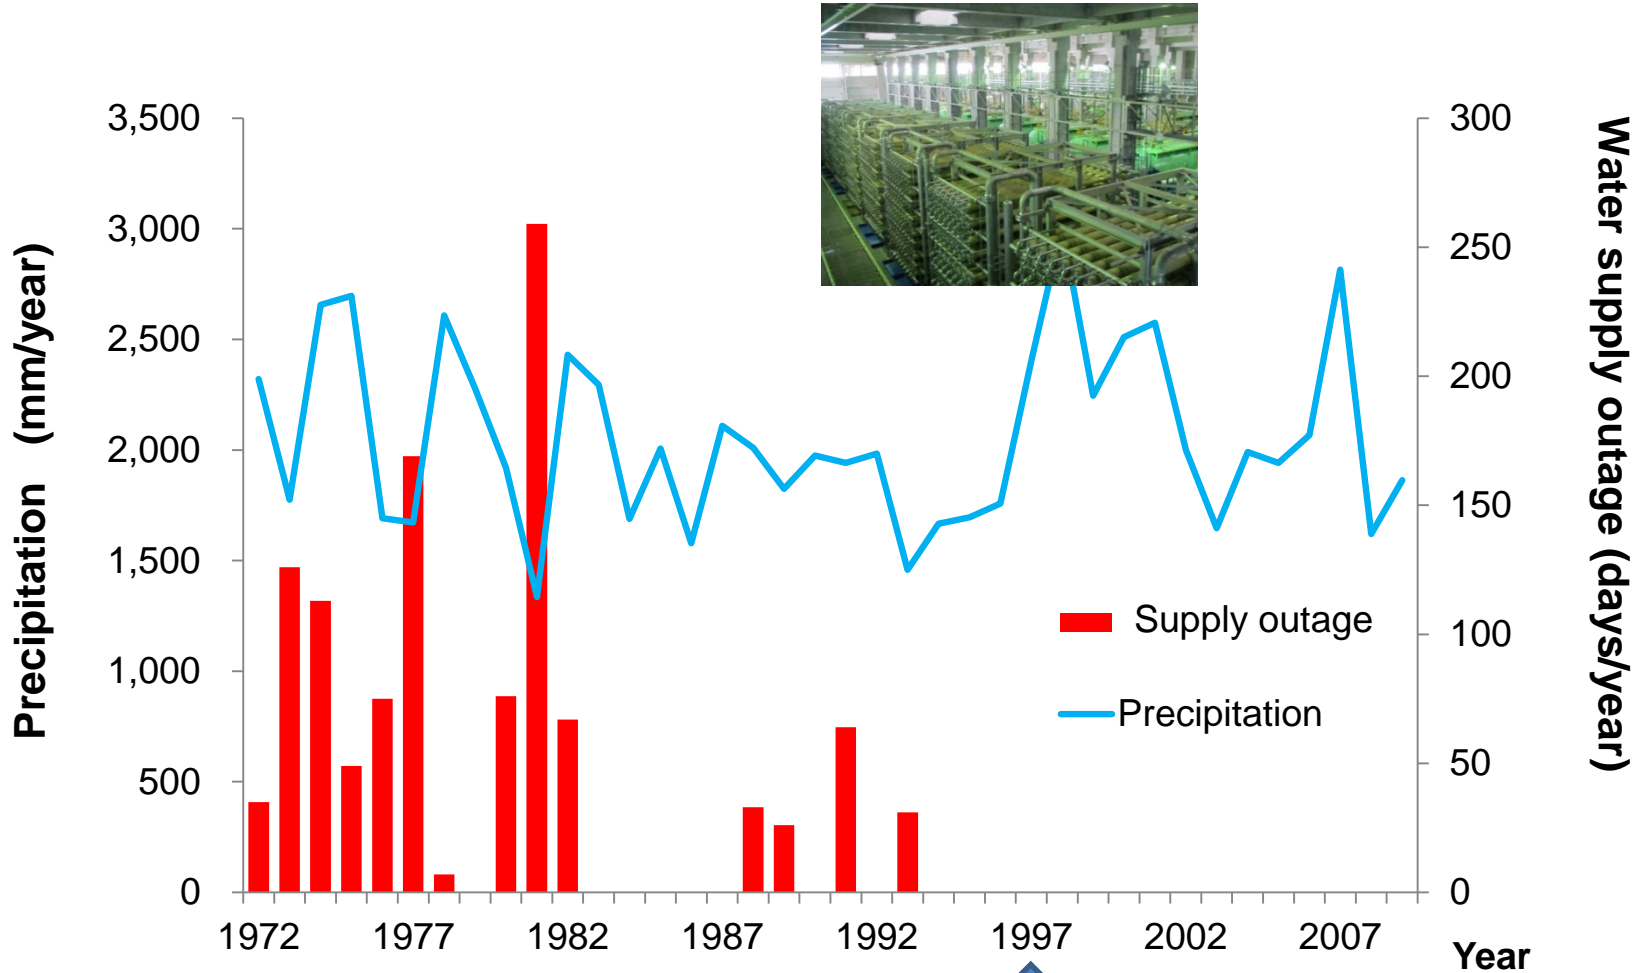 3,500
3,000
2,500
2,000
1,500
1,000
500
0
Precipitation (mm/year)
300
250
200
150
100
50
0
Water supply outage (days/year)
Supply outage
Precipitation
1972 1977 1982 1987 1992 1997 2002 2007
Year